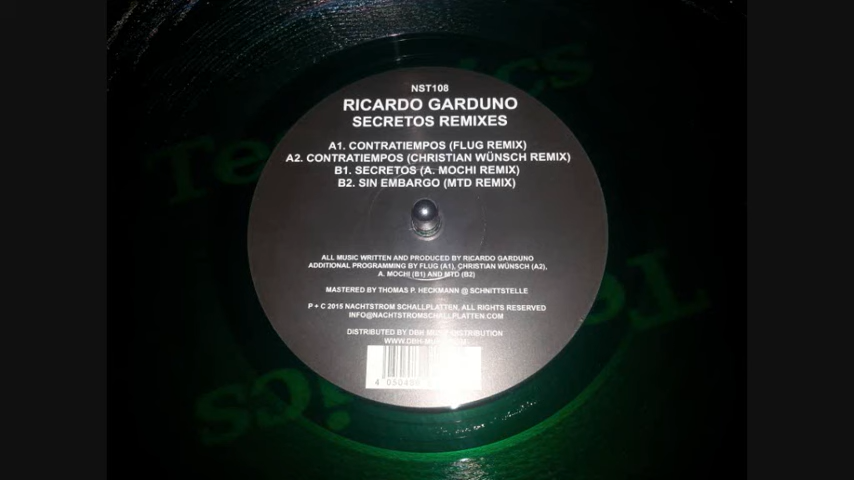 NST108
RICARDO GARDUNO
SECRETOS REMIXES
A1. CONTRATIEMPOS (FLUG REMIX)
A2. CONTRATIEMPOS (CHRISTIAN WÜNSCH REMIX)
B1. SECRETOS (A. MOCHI REMIX)
B2. SIN EMBARGO (MTD REMIX)
ALL MUSIC WRITTEN AND PRODUCED BY RICARDO GARDUNO
ADDITIONAL PROGRAMMING BY FLUG (A1), CHRISTIAN WÜNSCH (A2),
A. MOCHI (B1) AND MTD (B2)
MASTERED BY THOMAS P. HECKMANN @ SCHNITTSTELLE
P + C 2015 NACHTSTROM SCHALLPLATTEN, ALL RIGHTS RESERVED
INFO@NACHTSTROMSCHALLPLATTEN.COM
DISTRIBUTED BY DBH MUSIC DISTRIBUTION